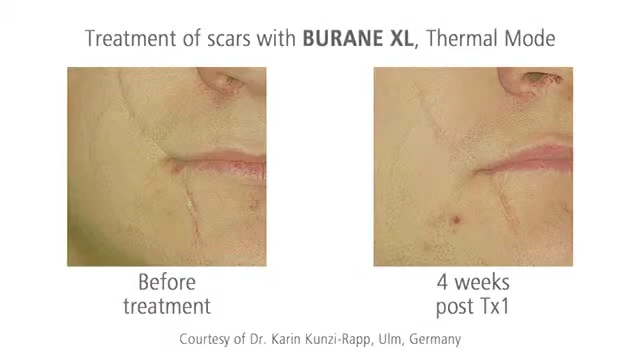 Treatment of scars with BURANE XL, Thermal Mode
Before
treatment
4 weeks
post Tx1
Courtesy of Dr. Karin Kunzi-Rapp, Ulm, Germany